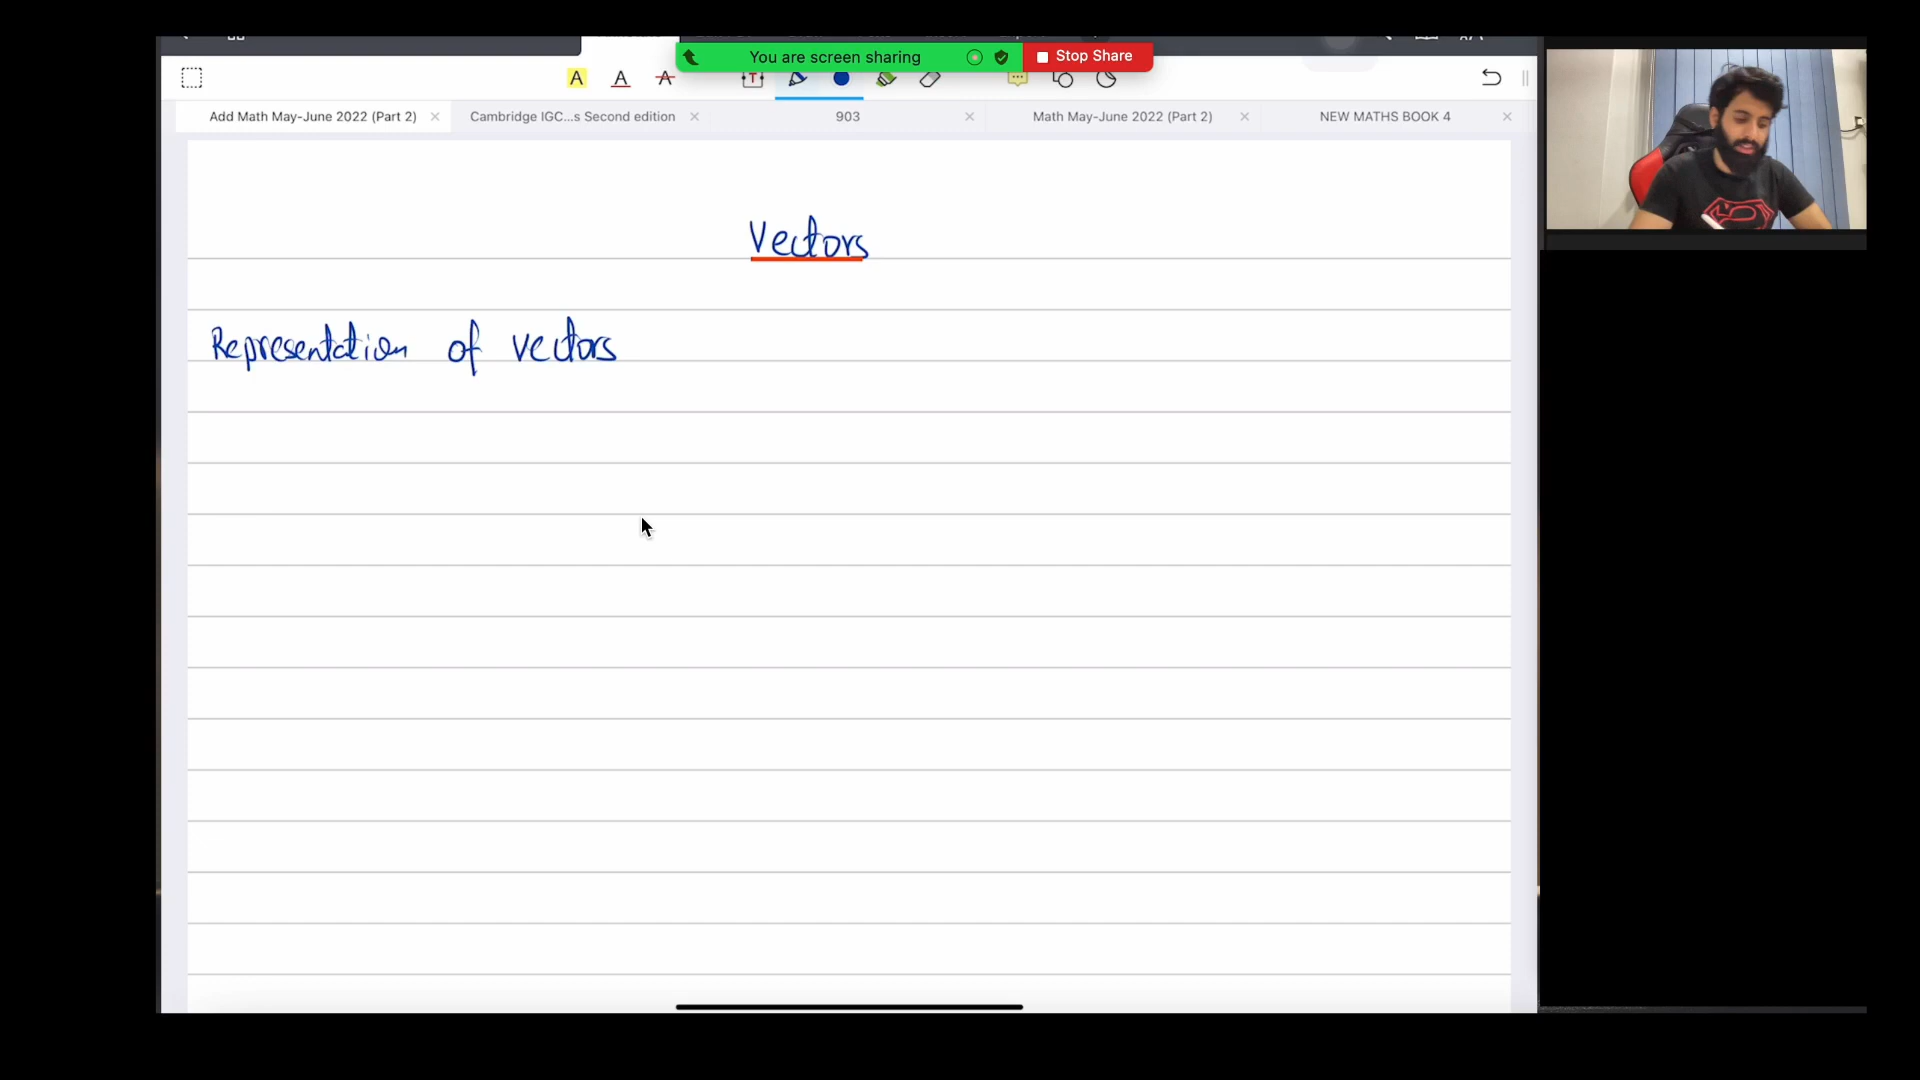 You are screen sharing
Stop Share
A A A T
Add Math May-June 2022 (Part 2)
Cambridge IGC...s Second edition
903
Math May-June 2022 (Part 2)
NEW MATHS BOOK 4
Vectors
Representation of vectors